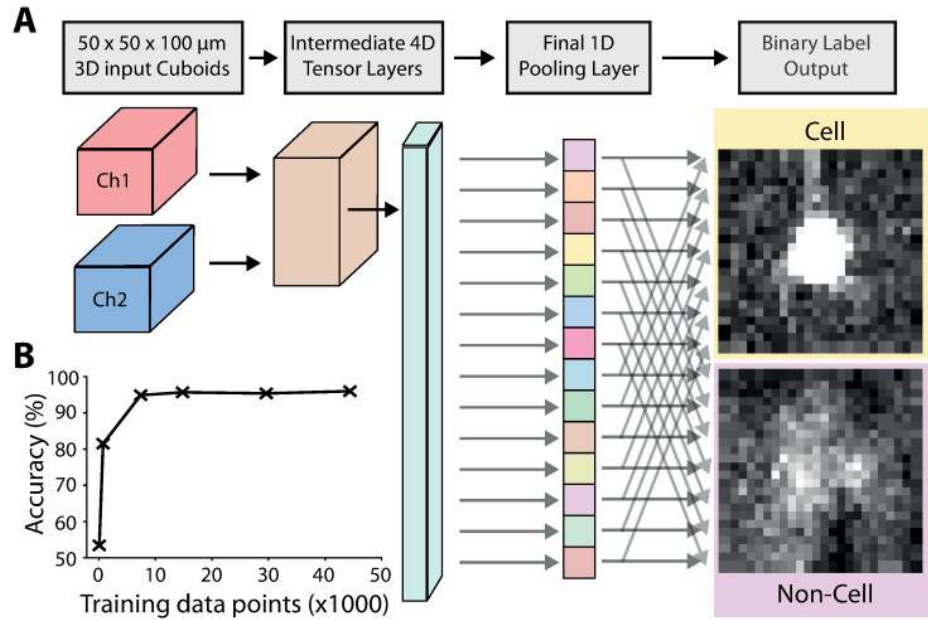 A
50 x 50 x 100 µm
3D input Cuboids
Intermediate 4D
Tensor Layers
Final 1D
Pooling Layer
Binary Label
Output
Ch1
Ch2
Cell
Non-Cell
B
Accuracy (%)
100
90
80
70
60
50
0
10
20
30
40
50
Training data points (x1000)